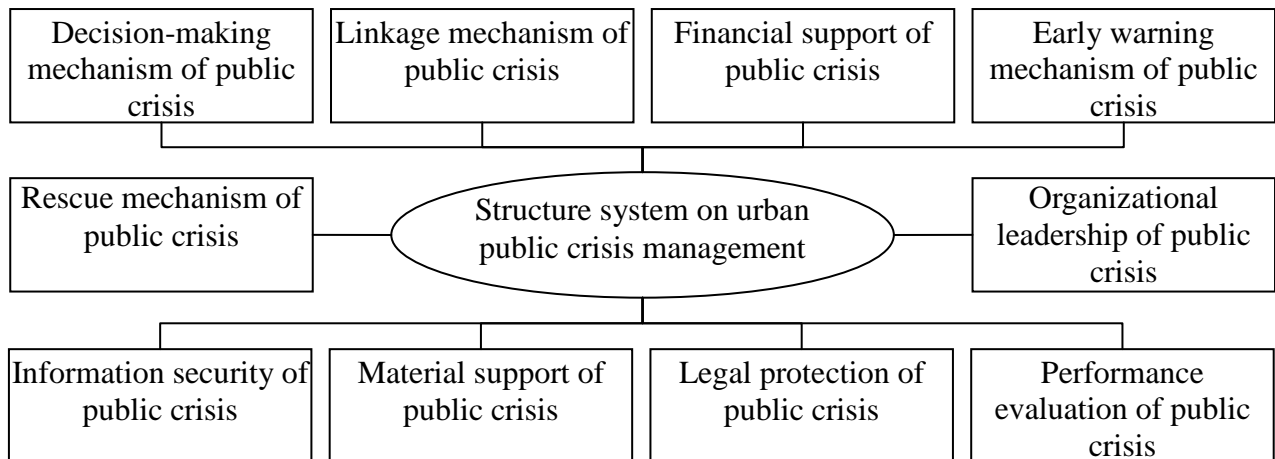 Decision-making
mechanism of public
crisis
Linkage mechanism of
public crisis
Financial support of
public crisis
Early warning
mechanism of public
crisis
Rescue mechanism of
public crisis
Structure system on urban
public crisis management
Organizational
leadership of public
crisis
Information security of
public crisis
Material support of
public crisis
Legal protection of
public crisis
Performance
evaluation of public
crisis